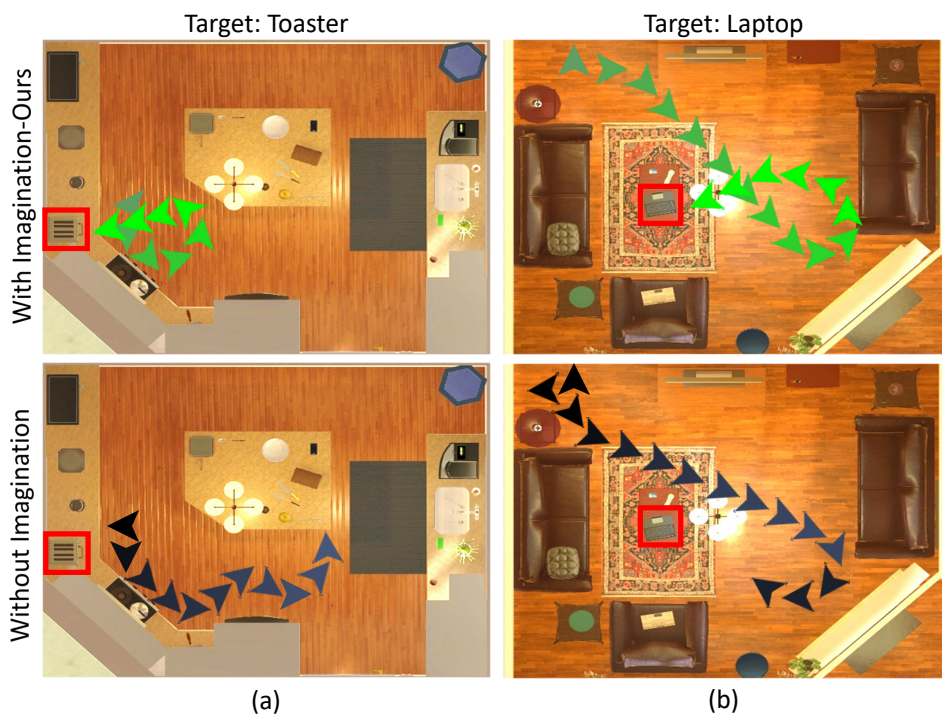 Target: Toaster
Target: Laptop
With Imagination-Ours
Without Imagination
(a)
(b)